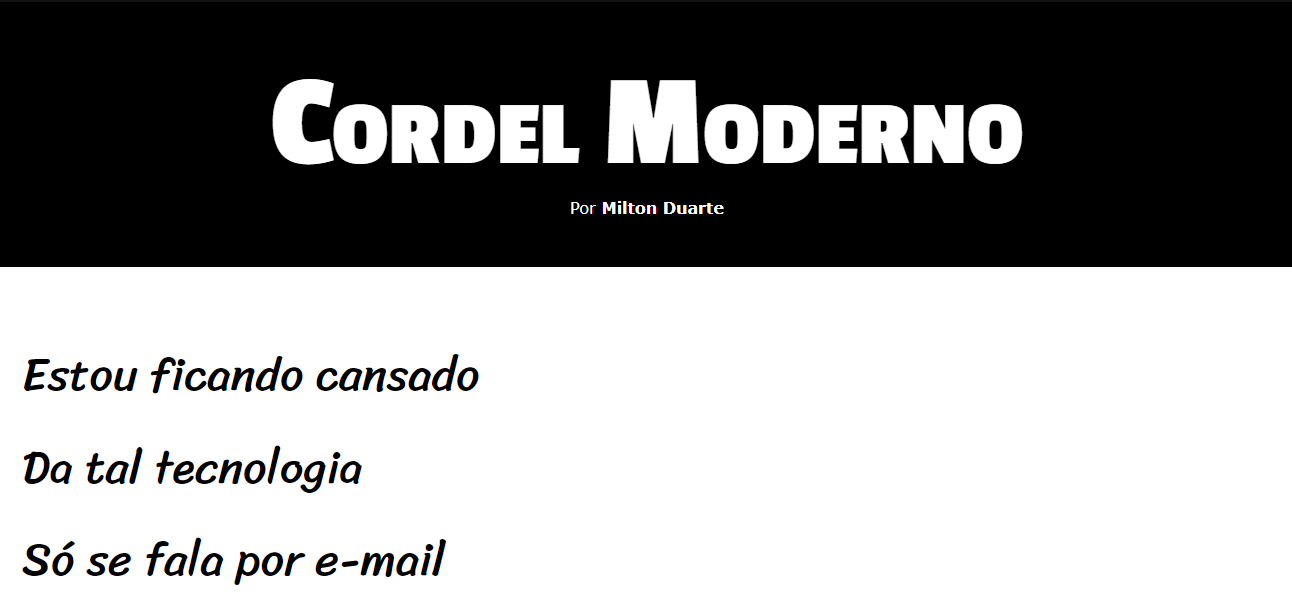 Cordel Moderno
Por Milton Duarte
Estou ficando cansado
Da tal tecnologia
Só se fala por e-mail